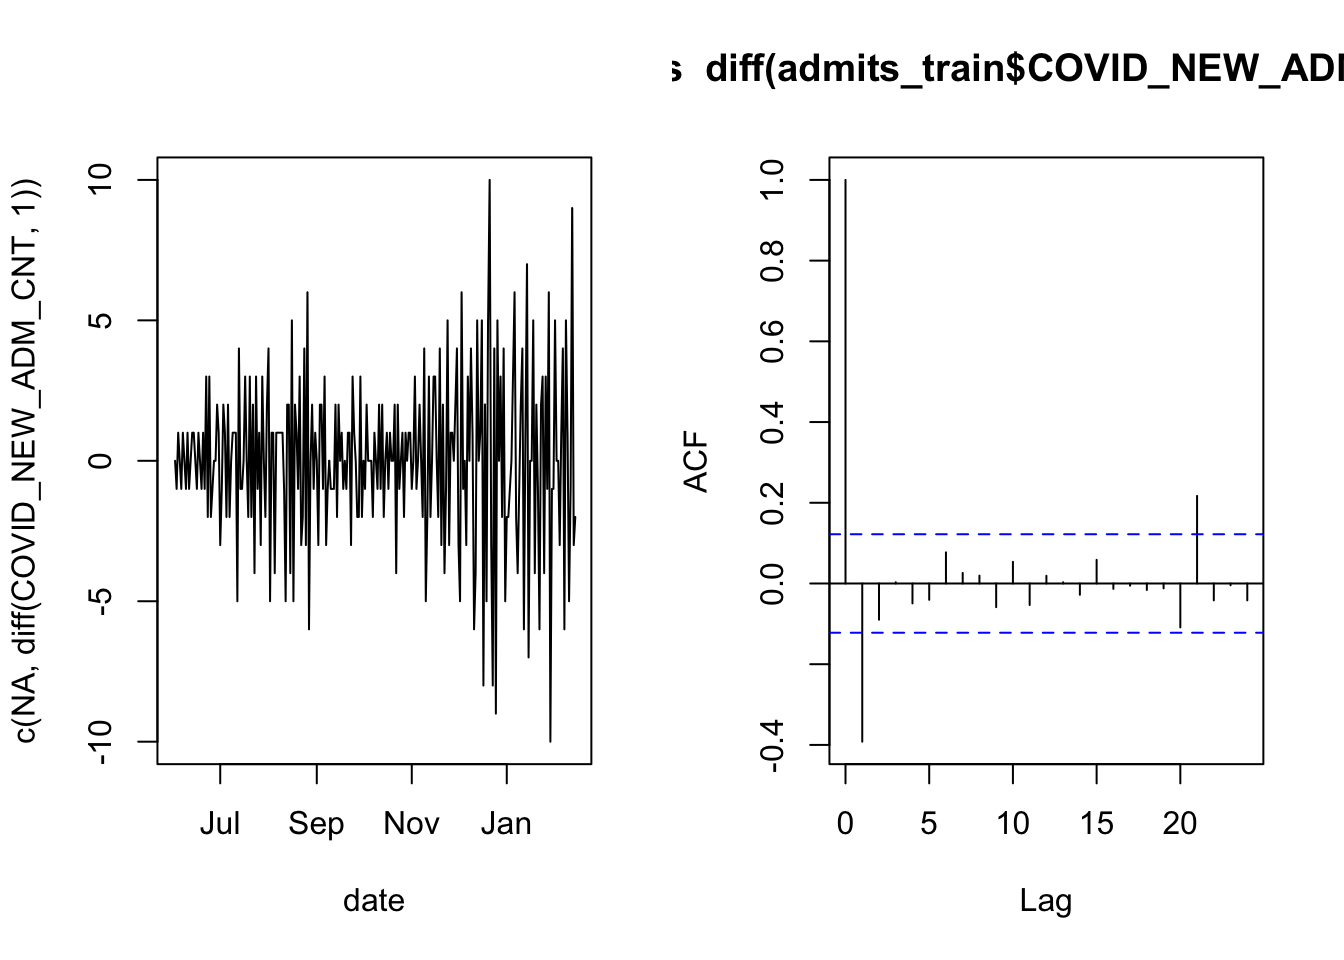 s  diff(admits_train$COVID_NEW_ADI
c(NA, diff(COVID_NEW_ADM_CNT, 1))
10
5
0
-5
-10
Jul Sep Nov Jan
date
ACF
1.0
0.8
0.6
0.4
0.2
0.0
-0.4
0 5 10 15 20
Lag